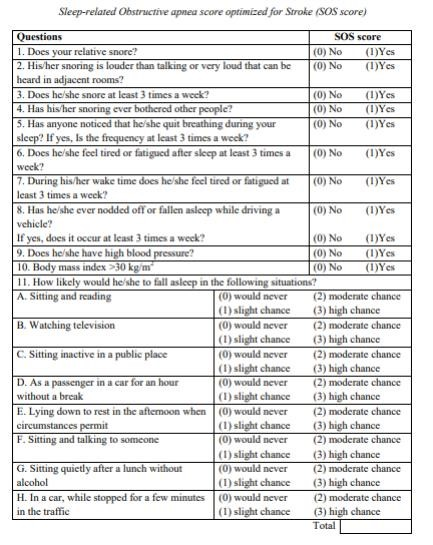 Sleep-related Obstructive apnea score optimized for Stroke (SOS score)
Questions SOS score
1. Does your relative snore? (0) No (1)Yes
2. His/her snoring is louder than talking or very loud that can be (0) No (1)Yes
heard in adjacent rooms?
3. Does he/she snore at least 3 times a week? (0) No (1)Yes
4. Has his/her snoring ever bothered other people? (0) No (1)Yes
5. Has anyone noticed that he/she quit breathing during your (0) No (1)Yes
sleep? If yes, Is the frequency at least 3 times a week?
6. Does he/she feel tired or fatigued after sleep at least 3 times a (0) No (1)Yes
week?
7. During his/her wake time does he/she feel tired or fatigued at (0) No (1)Yes
least 3 times a week?
8. Has he/she ever nodded off or fallen asleep while driving a (0) No (1)Yes
vehicle?
If yes, does it occur at least 3 times a week? (0) No (1)Yes
9. Does he/she have high blood pressure? (0) No (1)Yes
10. Body mass index >30 kg/m² (0) No (1)Yes
11. How likely would he/she to fall asleep in the following situations?
A. Sitting and reading (0) would never (2) moderate chance
(1) slight chance (3) high chance
B. Watching television (0) would never (2) moderate chance
(1) slight chance (3) high chance
C. Sitting inactive in a public place (0) would never (2) moderate chance
(1) slight chance (3) high chance
D. As a passenger in a car for an hour (0) would never (2) moderate chance
without a break (1) slight chance (3) high chance
E. Lying down to rest in the afternoon when (0) would never (2) moderate chance
circumstances permit (1) slight chance (3) high chance
F. Sitting and talking to someone (0) would never (2) moderate chance
(1) slight chance (3) high chance
G. Sitting quietly after a lunch without (0) would never (2) moderate chance
alcohol (1) slight chance (3) high chance
H. In a car, while stopped for a few minutes (0) would never (2) moderate chance
in the traffic (1) slight chance (3) high chance
Total